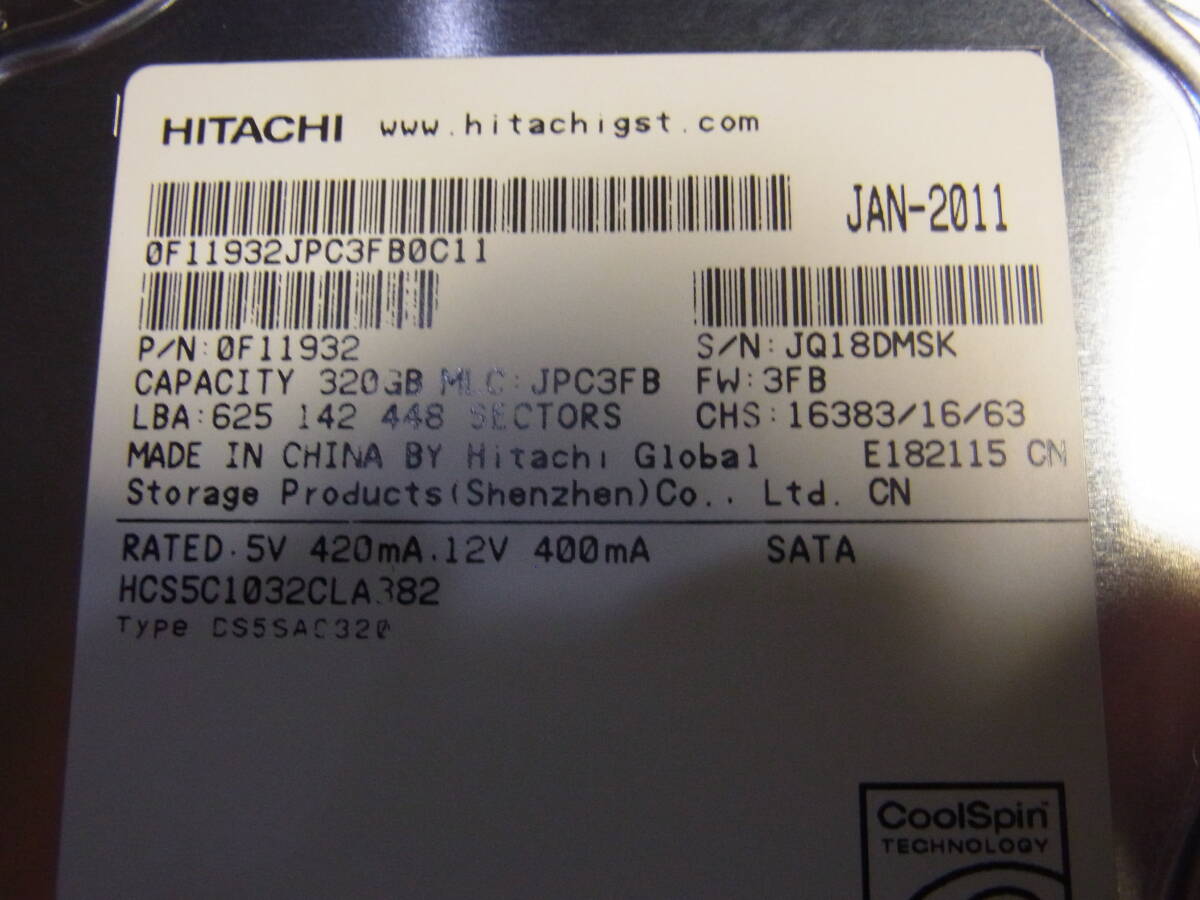 HITACHI www.hitachigst.com
JAN-2011
0F11932JPC3FB0C11
P/N:0F11932 S/N:JQ18DMSK
CAPACITY 320GB MLC:JPC3FB FW:3FB
LBA:625 142 448 SECTORS CHS:16383/16/63
MADE IN CHINA BY Hitachi Global E182115 CN
Storage Products(Shenzhen)Co., Ltd. CN
RATED.5V 420mA.12V 400mA SATA
HCS5C1032CLA382
Type DS5SAC320
CoolSpin™
TECHNOLOGY